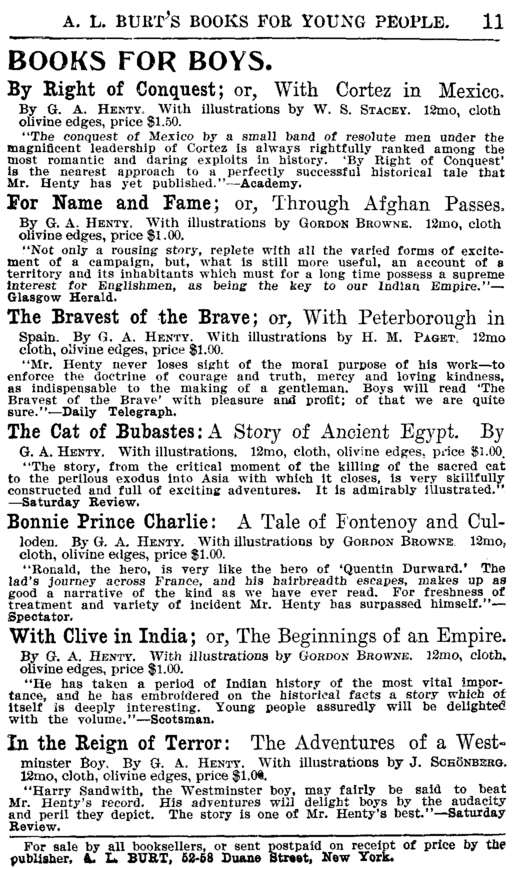 A. L. BURT'S BOOKS FOR YOUNG PEOPLE. 11
BOOKS FOR BOYS.
By Right of Conquest; or, With Cortez in Mexico.
By G. A. HENTY. With illustrations by W. S. STACEY. 12mo, cloth
olivine edges, price $1.50.
"The conquest of Mexico by a small band of resolute men under the
magnificent leadership of Cortez is always rightfully ranked among the
most romantic and daring exploits in history. 'By Right of Conquest'
is the nearest approach to a perfectly successful historical tale that
Mr. Henty has yet published."—Academy.
For Name and Fame; or, Through Afghan Passes.
By G. A. HENTY. With illustrations by GORDON BROWNE. 12mo, cloth
olivine edges, price $1.00.
"Not only a rousing story, replete with all the varied forms of excite-
ment of a campaign, but, what is still more useful, an account of a
territory and its inhabitants which must for a long time possess a supreme
interest for Englishmen, as being the key to our Indian Empire."—
Glasgow Herald.
The Bravest of the Brave; or, With Peterborough in
Spain. By G. A. HENTY. With illustrations by H. M. PAGET. 12mo
cloth, olivine edges, price $1.00.
"Mr. Henty never loses sight of the moral purpose of his work—to
enforce the doctrine of courage and truth, mercy and loving kindness,
as indispensable to the making of a gentleman. Boys will read 'The
Bravest of the Brave' with pleasure and profit; of that we are quite
sure."—Daily Telegraph.
The Cat of Bubastes: A Story of Ancient Egypt. By
G. A. HENTY. With illustrations. 12mo, cloth, olivine edges, price $1.00.
"The story, from the critical moment of the killing of the sacred cat
to the perilous exodus into Asia with which it closes, is very skillfully
constructed and full of exciting adventures. It is admirably illustrated."
—Saturday Review.
Bonnie Prince Charlie: A Tale of Fontenoy and Cul-
loden. By G. A. HENTY. With illustrations by GORDON BROWNE. 12mo,
cloth, olivine edges, price $1.00.
"Ronald, the hero, is very like the hero of 'Quentin Durward.' The
lad's journey across France, and his hairbreadth escapes, makes up as
good a narrative of the kind as we have ever read. For freshness of
treatment and variety of incident Mr. Henty has surpassed himself."—
Spectator.
With Clive in India; or, The Beginnings of an Empire.
By G. A. HENTY. With illustrations by GORDON BROWNE. 12mo, cloth,
olivine edges, price $1.00.
"He has taken a period of Indian history of the most vital impor-
tance, and he has embroidered on the historical facts a story which of
itself is deeply interesting. Young people assuredly will be delighted
with the volume."—Scotsman.
In the Reign of Terror: The Adventures of a West-
minster Boy. By G. A. HENTY. With illustrations by J. SCHÖNBERG.
12mo, cloth, olivine edges, price $1.00.
"Harry Sandwith, the Westminster boy, may fairly be said to beat
Mr. Henty's record. His adventures will delight boys by the audacity
and peril they depict. The story is one of Mr. Henty's best."—Saturday
Review.
For sale by all booksellers, or sent postpaid on receipt of price by the
publisher, A. L. BURT, 52-58 Duane Street, New York.